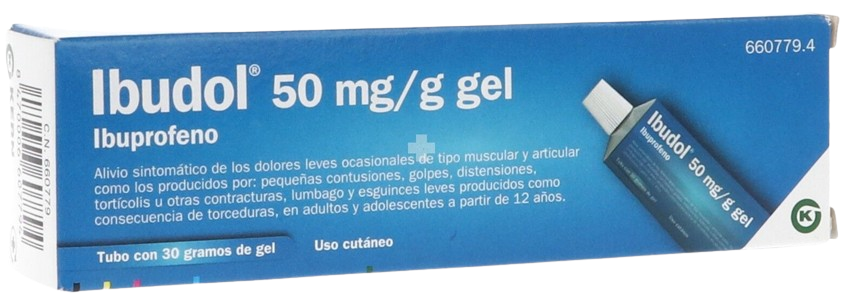 660779.4
Ibudol® 50 mg/g gel
Ibuprofeno
Alivio sintomático de los dolores leves ocasionales de tipo muscular y articular
como los producidos por: pequeñas contusiones, golpes, distensiones,
tortícolis u otras contracturas, lumbago y esguinces leves producidos como
consecuencia de torceduras, en adultos y adolescentes a partir de 12 años.
Tubo con 30 gramos de gel
Uso cutáneo
Ibudol® 50 mg/g gel
Ibuprofeno
Uso cutáneo
C.N. 660779
KERN